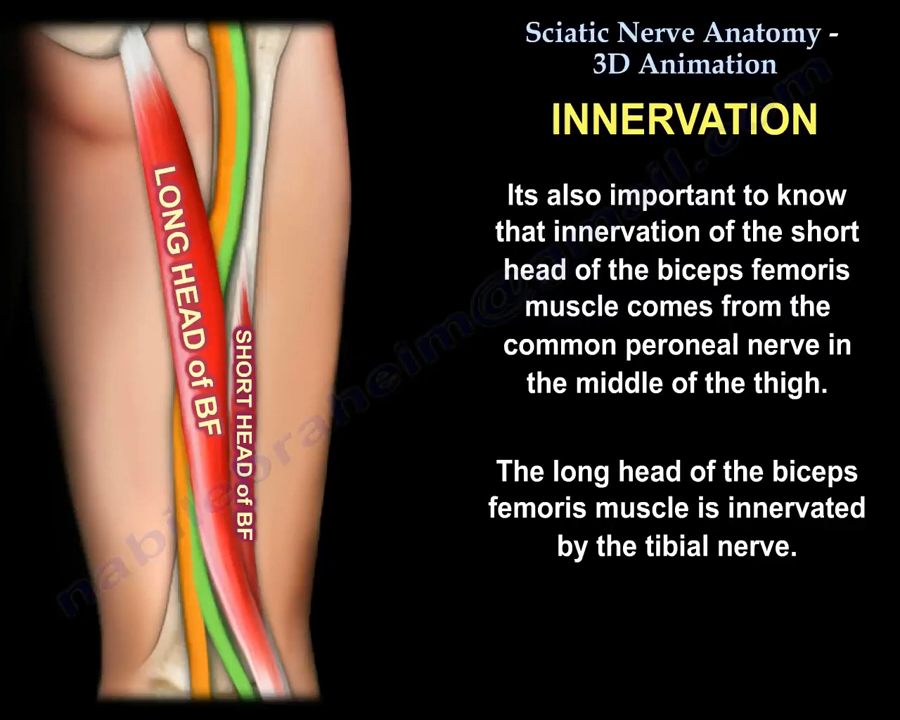 Sciatic Nerve Anatomy -
3D Animation
INNERVATION
Its also important to know
that innervation of the short
head of the biceps femoris
muscle comes from the
common peroneal nerve in
the middle of the thigh.
The long head of the biceps
femoris muscle is innervated
by the tibial nerve.
LONG HEAD of BF
SHORT HEAD of BF